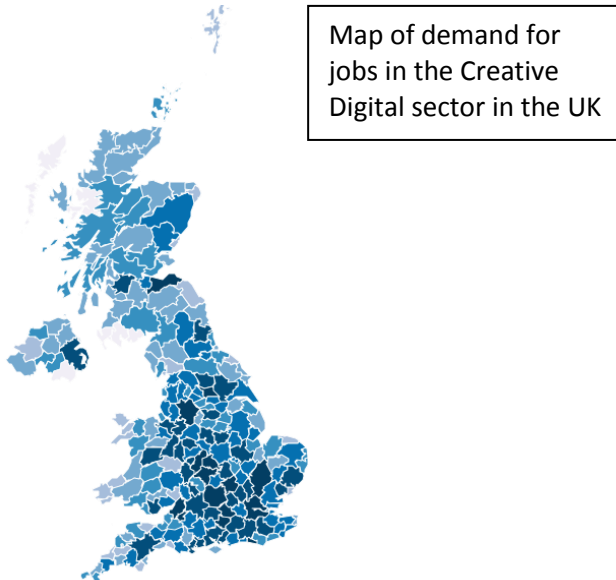 Map of demand for
jobs in the Creative
Digital sector in the UK